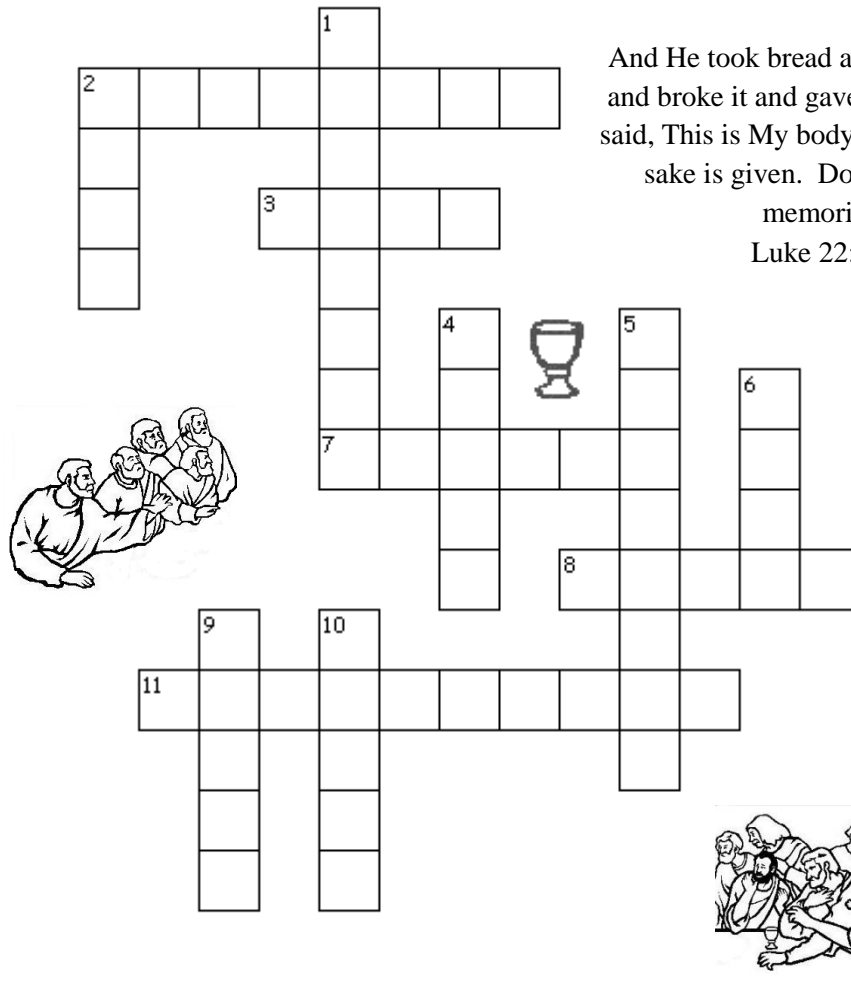 1
And He took bread a
2
and broke it and gave
said, This is My body
sake is given. Do
3
memori
Luke 22:
4
5
6
7
8
9
10
11